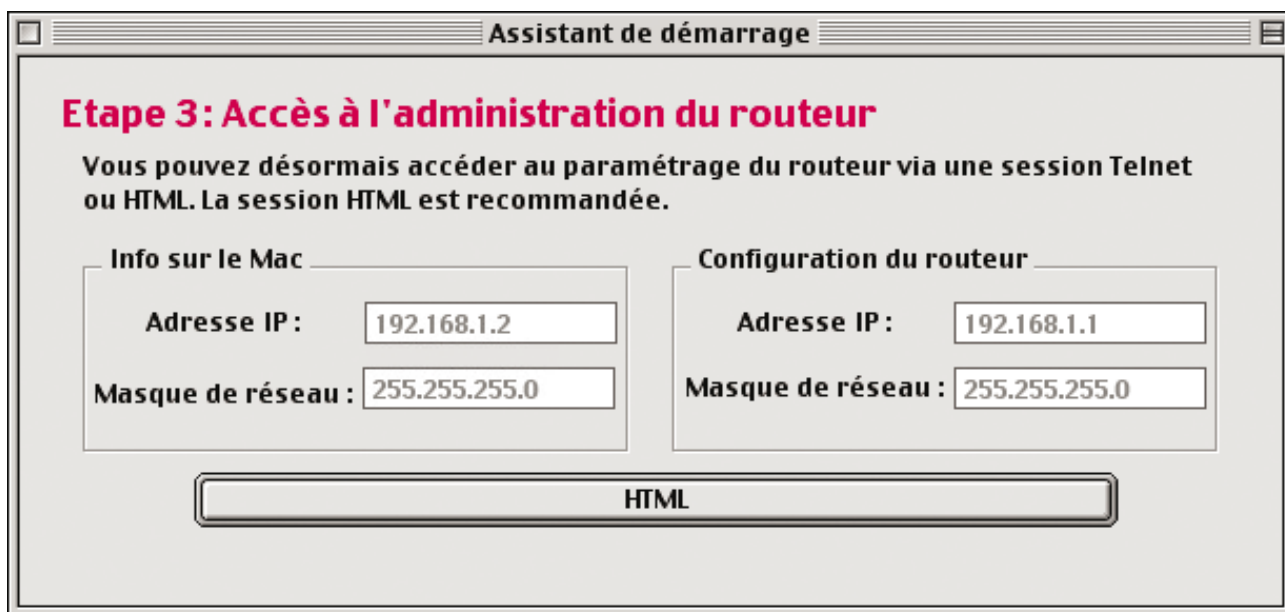 Assistant de démarrage
Etape 3: Accès à l'administration du routeur
Vous pouvez désormais accéder au paramétrage du routeur via une session Telnet
ou HTML. La session HTML est recommandée.
Info sur le Mac
Adresse IP : 192.168.1.2
Masque de réseau : 255.255.255.0
Configuration du routeur
Adresse IP : 192.168.1.1
Masque de réseau : 255.255.255.0
HTML